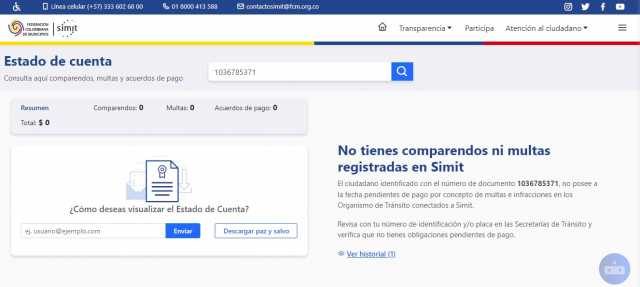 Línea celular (+57) 333 602 68 00
01 8000 413 588
contactosimit@fcm.org.co
FEDERACIÓN
COLOMBIANA
DE MUNICIPIOS
simit
Transparencia
Participa
Atención al ciudadano
Estado de cuenta
Consulta aquí comparendos, multas y acuerdos de pago
1036785371
Resumen
Comparendos: 0
Multas: 0
Acuerdos de pago: 0
Total: $ 0
¿Cómo deseas visualizar el Estado de Cuenta?
ej. usuario@ejemplo.com
Enviar
Descargar paz y salvo
No tienes comparendos ni multas
registradas en Simit
El ciudadano identificado con el número de documento 1036785371, no posee a
la fecha pendientes de pago por concepto de multas e infracciones en los
Organismo de Tránsito conectados a Simit.
Revisa con tu número de identificación y/o placa en las Secretarías de Tránsito y
verifica que no tienes obligaciones pendientes de pago.
Ver historial (1)